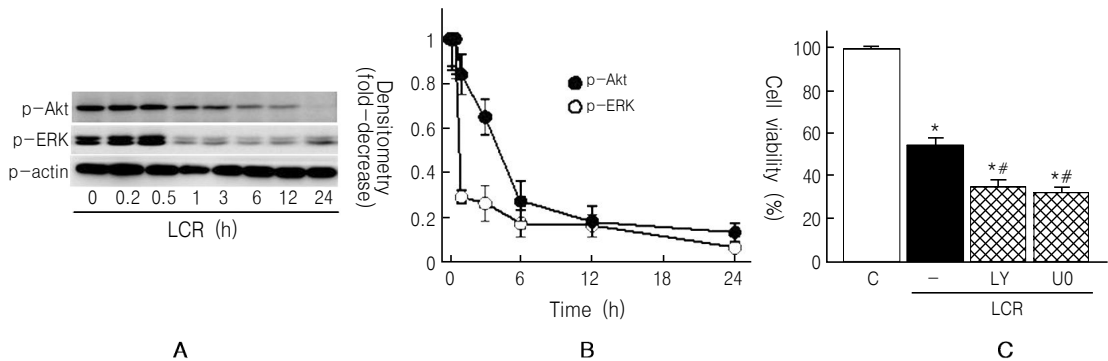 p-Akt
p-ERK
p-actin
0 0.2 0.5 1 3 6 12 24
LCR (h)
A
Densitometry
(fold-decrease)
1
0.8
0.6
0.4
0.2
0
p-Akt
p-ERK
0 6 12 18 24
Time (h)
B
Cell viability (%)
100
80
60
40
20
0
*
*#
*#
C - LY U0
LCR
C